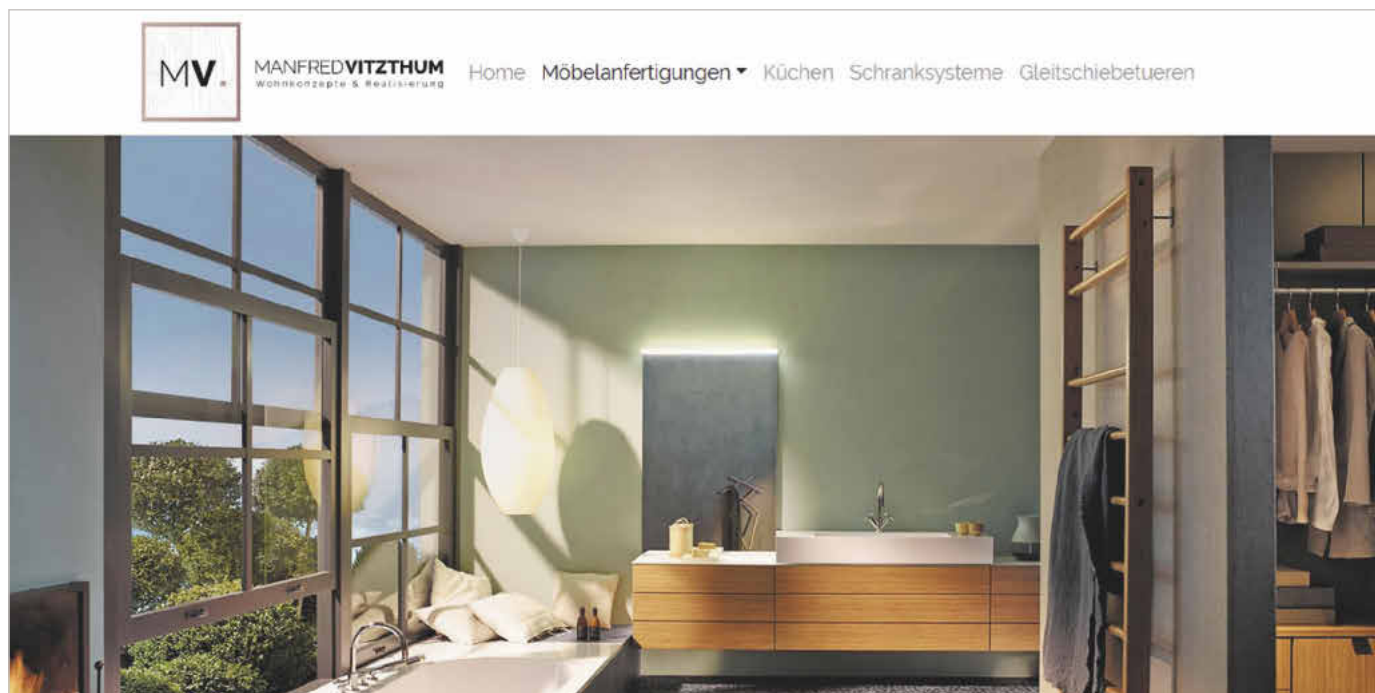 MV.
MANFREDVITZTHUM
Wohnkonzepte & Realisierung
Home Möbelanfertigungen Küchen Schranksysteme Gleitschiebetueren